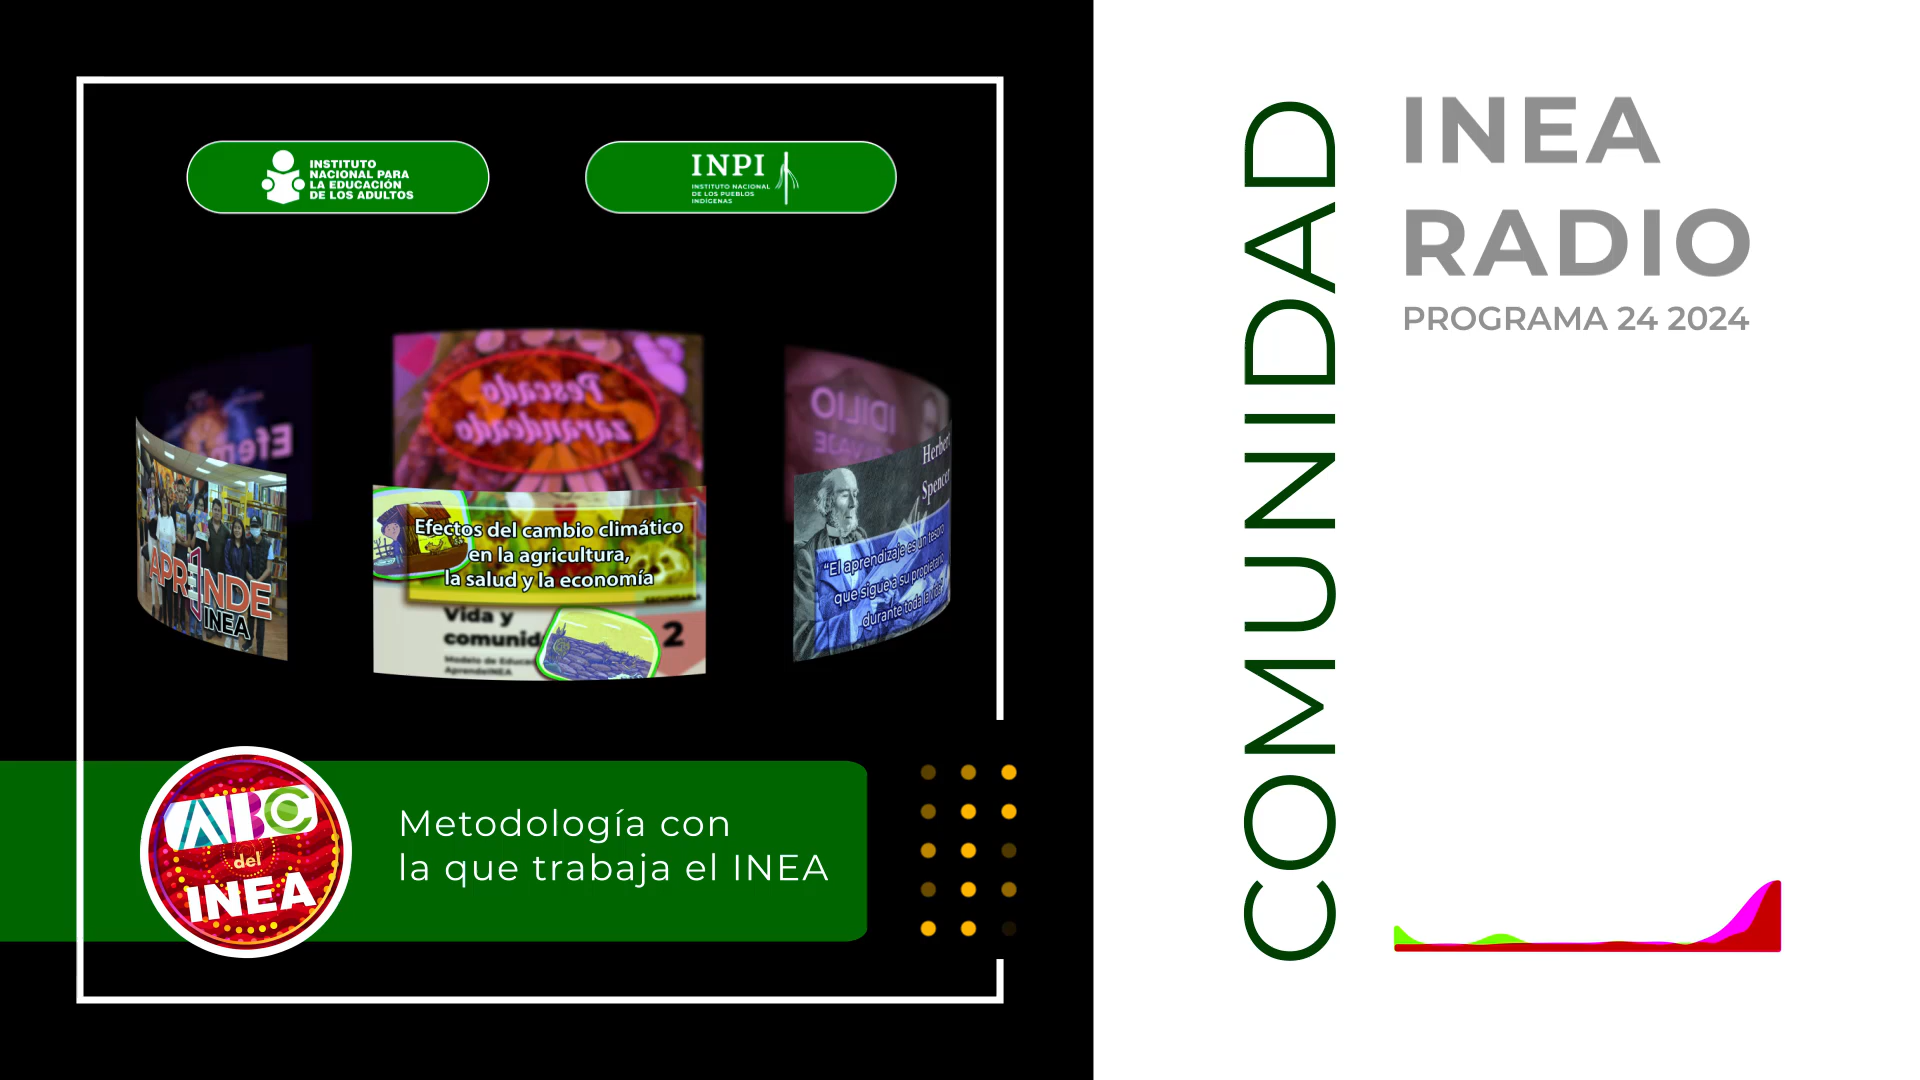 INSTITUTO
NACIONAL PARA
LA EDUCACIÓN
DE LOS ADULTOS
INPI
INSTITUTO NACIONAL
DE LOS PUEBLOS
INDÍGENAS
Pescado
zarandeado
IDILIO
APRENDE
INEA
Efectos del cambio climático
en la agricultura,
la salud y la economía
SECUNDARIA
Vida y
comunid
2
AprendeINEA
Herbert
Spencer
“El aprendizaje es un tesoro
que sigue a su propietario
durante toda la vida”
ABC
del
INEA
Metodología con
la que trabaja el INEA
COMUNIDAD
INEA
RADIO
PROGRAMA 24 2024